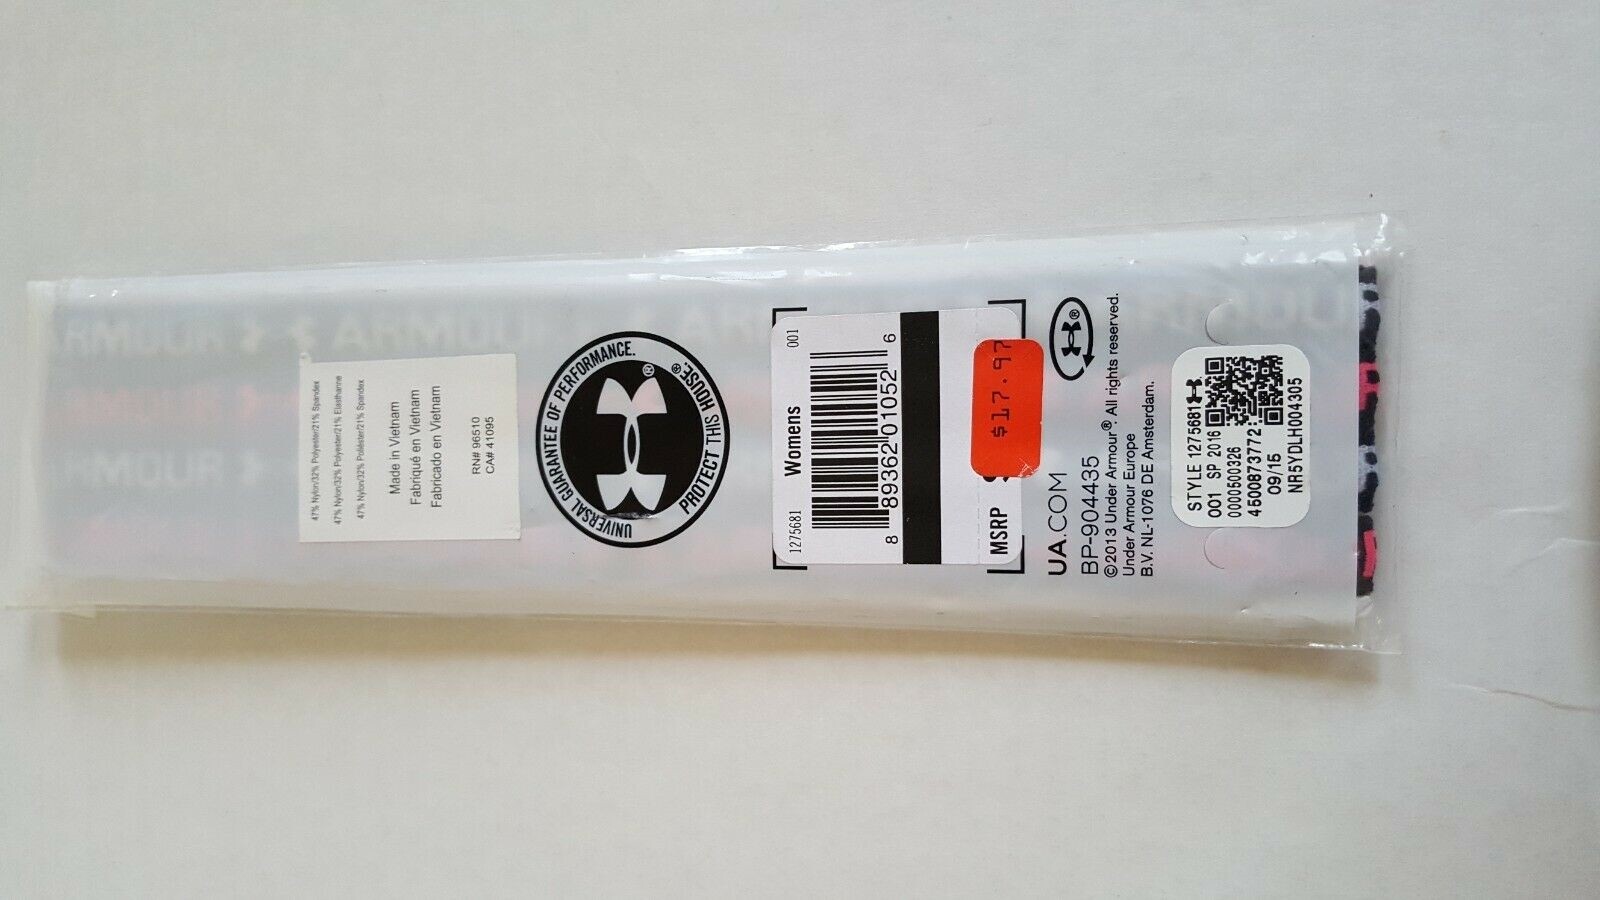 47% Nylon/32% Polyester/21% Spandex
47% Nylon/32% Polyester/21% Elasthanne
47% Nylon/32% Poliéster/21% Spandex
Made in Vietnam
Fabriqué en Vietnam
Fabricado en Vietnam
RN# 96510
CA# 41095
UNIVERSAL GUARANTEE OF PERFORMANCE.
PROTECT THIS HOUSE.®
®
1275681 001
Womens
8 89362 01052 6
$17.97
MSRP $
®
UA.COM
BP-904435
©2013 Under Armour®. All rights reserved.
Under Armour Europe
B.V. NL-1076 DE Amsterdam.
STYLE 1275681
001 SP 2016
0000500326
4500873772
09/15
NR5YDLH004305